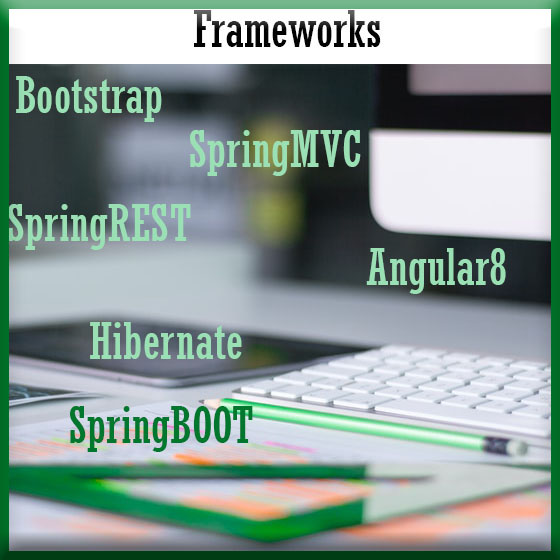 Frameworks
Bootstrap
SpringMVC
SpringREST
Angular8
Hibernate
SpringBOOT